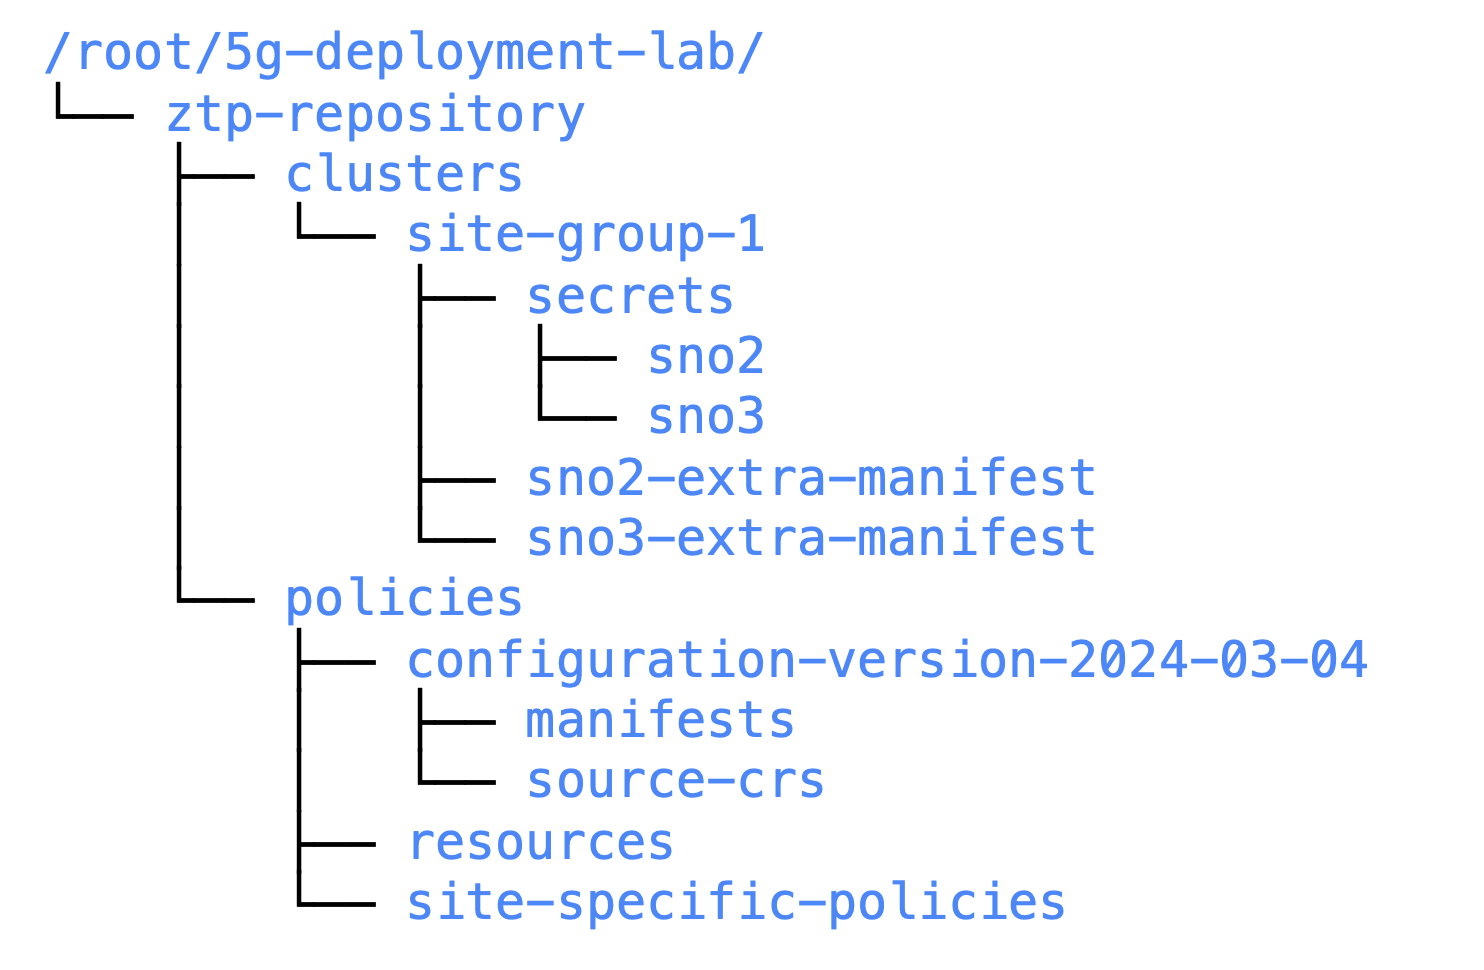 /root/5g-deployment-lab/
└── ztp-repository
    ├── clusters
    │   └── site-group-1
    │       ├── secrets
    │       │   ├── sno2
    │       │   └── sno3
    │       ├── sno2-extra-manifest
    │       └── sno3-extra-manifest
    └── policies
        ├── configuration-version-2024-03-04
        │   ├── manifests
        │   └── source-crs
        ├── resources
        └── site-specific-policies